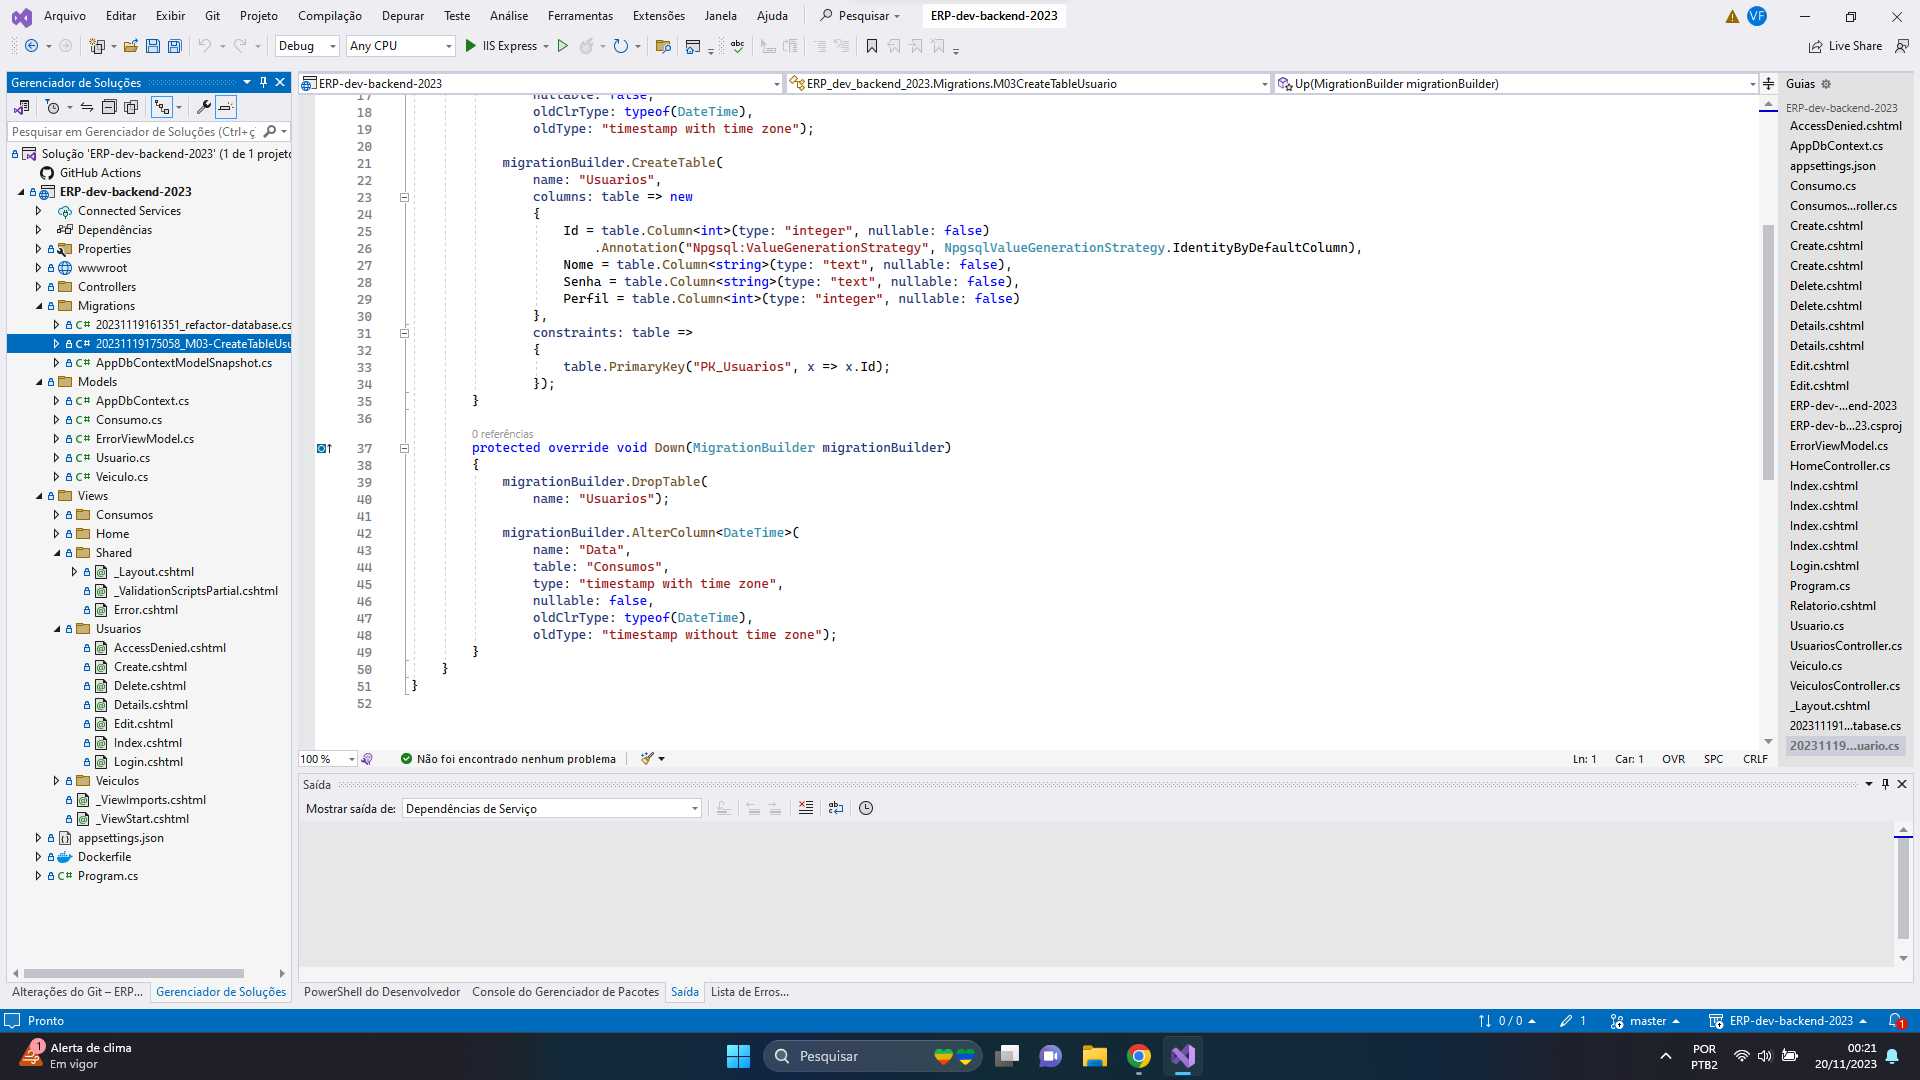 Arquivo Editar Exibir Git Projeto Compilação Depurar Teste Análise Ferramentas Extensões Janela Ajuda Pesquisar ERP-dev-backend-2023 VF
Debug Any CPU IIS Express Live Share
Gerenciador de Soluções
Pesquisar em Gerenciador de Soluções (Ctrl+ç
Solução 'ERP-dev-backend-2023' (1 de 1 projeto
GitHub Actions
ERP-dev-backend-2023
Connected Services
Dependências
Properties
wwwroot
Controllers
Migrations
C# 20231119161351_refactor-database.cs
C# 20231119175058_M03-CreateTableUsu
C# AppDbContextModelSnapshot.cs
Models
C# AppDbContext.cs
C# Consumo.cs
C# ErrorViewModel.cs
C# Usuario.cs
C# Veiculo.cs
Views
Consumos
Home
Shared
_Layout.cshtml
_ValidationScriptsPartial.cshtml
Error.cshtml
Usuarios
AccessDenied.cshtml
Create.cshtml
Delete.cshtml
Details.cshtml
Edit.cshtml
Index.cshtml
Login.cshtml
Veiculos
_ViewImports.cshtml
_ViewStart.cshtml
appsettings.json
Dockerfile
C# Program.cs
Alterações do Git – ERP... Gerenciador de Soluções
ERP-dev-backend-2023 ERP_dev_backend_2023.Migrations.M03CreateTableUsuario Up(MigrationBuilder migrationBuilder)
17 nullable: false,
18 oldClrType: typeof(DateTime),
19 oldType: "timestamp with time zone");
20
21 migrationBuilder.CreateTable(
22 name: "Usuarios",
23 columns: table => new
24 {
25 Id = table.Column<int>(type: "integer", nullable: false)
26 .Annotation("Npgsql:ValueGenerationStrategy", NpgsqlValueGenerationStrategy.IdentityByDefaultColumn),
27 Nome = table.Column<string>(type: "text", nullable: false),
28 Senha = table.Column<string>(type: "text", nullable: false),
29 Perfil = table.Column<int>(type: "integer", nullable: false)
30 },
31 constraints: table =>
32 {
33 table.PrimaryKey("PK_Usuarios", x => x.Id);
34 });
35 }
36
0 referências
37 protected override void Down(MigrationBuilder migrationBuilder)
38 {
39 migrationBuilder.DropTable(
40 name: "Usuarios");
41
42 migrationBuilder.AlterColumn<DateTime>(
43 name: "Data",
44 table: "Consumos",
45 type: "timestamp with time zone",
46 nullable: false,
47 oldClrType: typeof(DateTime),
48 oldType: "timestamp without time zone");
49 }
50 }
51 }
52
100 % Não foi encontrado nenhum problema Ln: 1 Car: 1 OVR SPC CRLF
Guias
ERP-dev-backend-2023
AccessDenied.cshtml
AppDbContext.cs
appsettings.json
Consumo.cs
Consumos...roller.cs
Create.cshtml
Create.cshtml
Create.cshtml
Delete.cshtml
Delete.cshtml
Details.cshtml
Details.cshtml
Edit.cshtml
Edit.cshtml
ERP-dev-...end-2023
ERP-dev-b...23.csproj
ErrorViewModel.cs
HomeController.cs
Index.cshtml
Index.cshtml
Index.cshtml
Index.cshtml
Login.cshtml
Program.cs
Relatorio.cshtml
Usuario.cs
UsuariosController.cs
Veiculo.cs
VeiculosController.cs
_Layout.cshtml
202311191...tabase.cs
20231119...uario.cs
Saída
Mostrar saída de: Dependências de Serviço
PowerShell do Desenvolvedor Console do Gerenciador de Pacotes Saída Lista de Erros...
Pronto 0 / 0 1 master ERP-dev-backend-2023 1
1 Alerta de clima
Em vigor
Pesquisar
POR
PTB2
00:21
20/11/2023